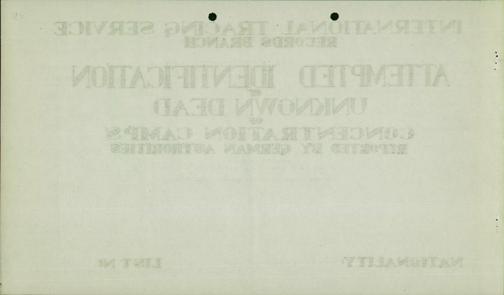 INTERNATIONAL TRACING SERVICE
RECORDS BRANCH
ATTEMPTED IDENTIFICATION
OF
UNKNOWN DEAD
OF
CONCENTRATION CAMPS
REPORTED BY GERMAN AUTHORITIES
NATIONALITY
LIST Nº